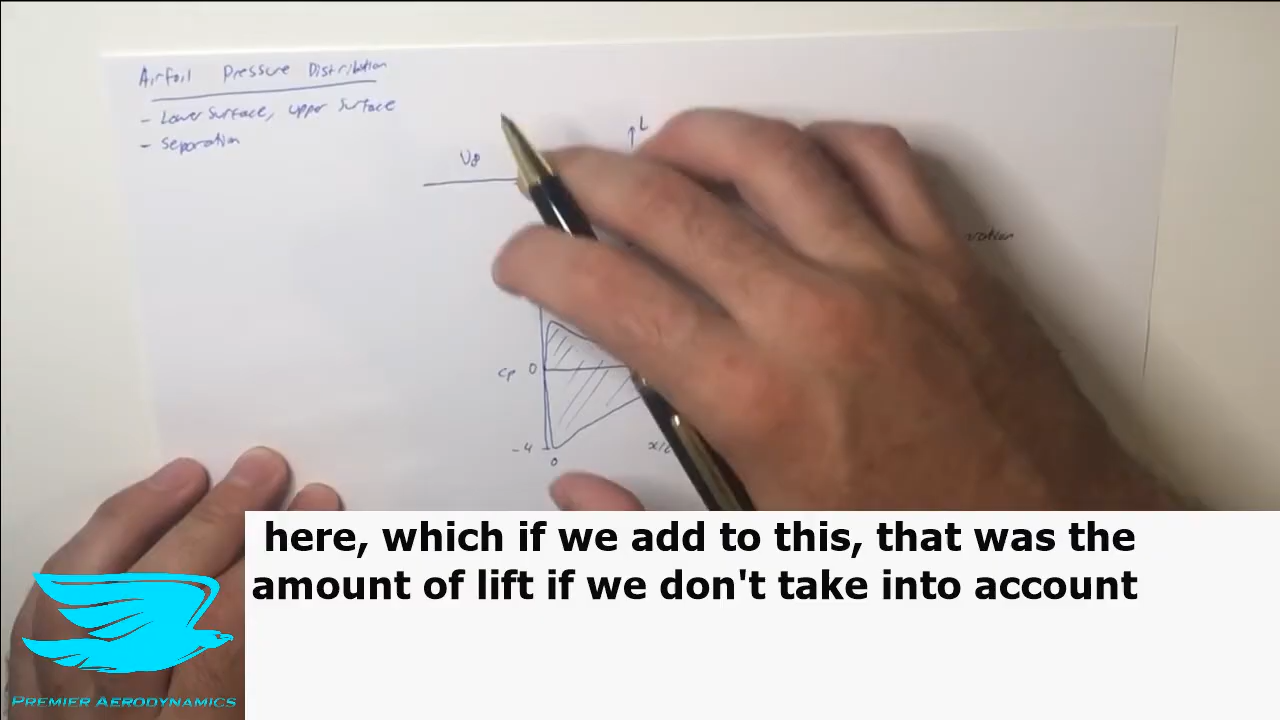 Airfoil Pressure Distribution
- Lower Surface, Upper Surface
- Separation
U∞
L
Cp
0
-4
0
here, which if we add to this, that was the
amount of lift if we don't take into account
PREMIER AERODYNAMICS